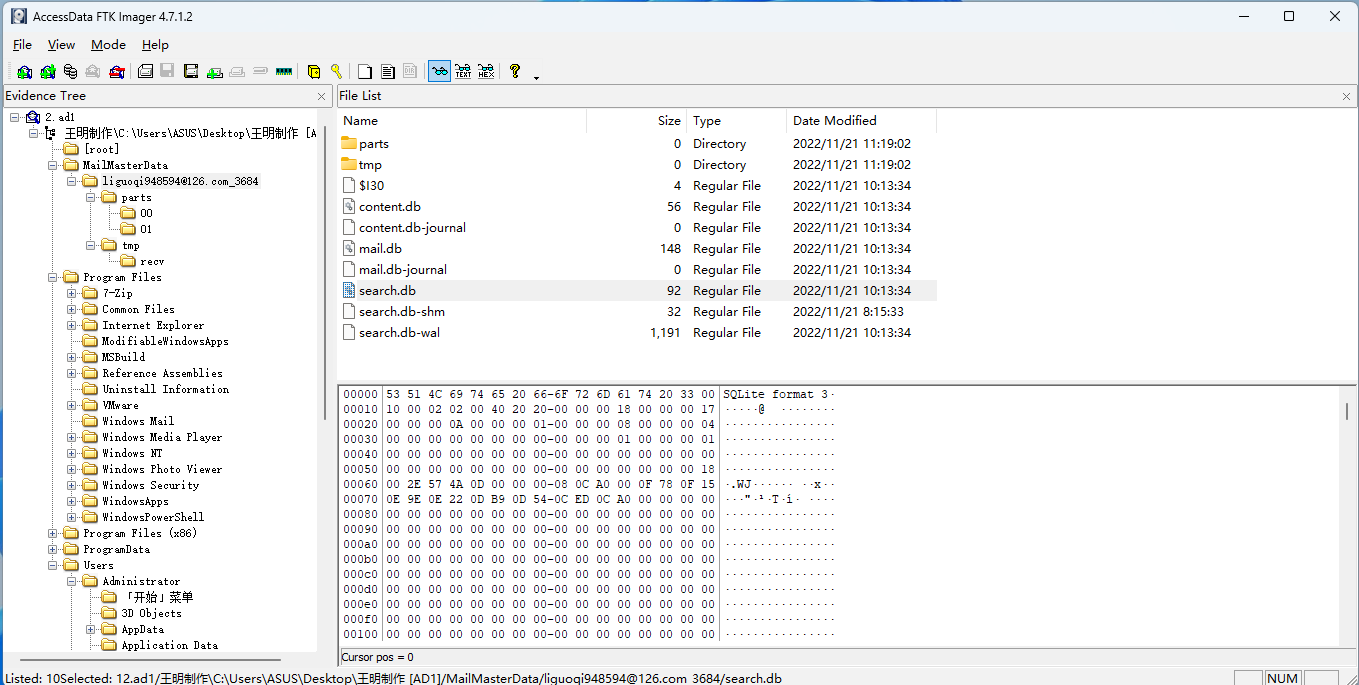 AccessData FTK Imager 4.7.1.2
File View Mode Help
Evidence Tree
2.ad1
王明制作\C:\Users\ASUS\Desktop\王明制作 [A
[root]
MailMasterData
liguoqi948594@126.com_3684
parts
00
01
tmp
recv
Program Files
7-Zip
Common Files
Internet Explorer
ModifiableWindowsApps
MSBuild
Reference Assemblies
Uninstall Information
VMware
Windows Mail
Windows Media Player
Windows NT
Windows Photo Viewer
Windows Security
WindowsApps
WindowsPowerShell
Program Files (x86)
ProgramData
Users
Administrator
「开始」菜单
3D Objects
AppData
Application Data
File List
Name Size Type Date Modified
parts 0 Directory 2022/11/21 11:19:02
tmp 0 Directory 2022/11/21 11:19:02
$I30 4 Regular File 2022/11/21 10:13:34
content.db 56 Regular File 2022/11/21 10:13:34
content.db-journal 0 Regular File 2022/11/21 10:13:34
mail.db 148 Regular File 2022/11/21 10:13:34
mail.db-journal 0 Regular File 2022/11/21 10:13:34
search.db 92 Regular File 2022/11/21 10:13:34
search.db-shm 32 Regular File 2022/11/21 8:15:33
search.db-wal 1,191 Regular File 2022/11/21 10:13:34
00000 53 51 4C 69 74 65 20 66-6F 72 6D 61 74 20 33 00 SQLite format 3·
00010 10 00 02 02 00 40 20 20-00 00 00 18 00 00 00 17 ·····@  ········
00020 00 00 00 0A 00 00 00 01-00 00 00 08 00 00 00 04 ················
00030 00 00 00 00 00 00 00 00-00 00 00 01 00 00 00 01 ················
00040 00 00 00 00 00 00 00 00-00 00 00 00 00 00 00 00 ················
00050 00 00 00 00 00 00 00 00-00 00 00 00 00 00 00 18 ················
00060 00 2E 57 4A 0D 00 00 00-08 0C A0 00 0F 78 0F 15 ·.WJ······ ··x··
00070 0E 9E 0E 22 0D B9 0D 54-0C ED 0C A0 00 00 00 00 ···"·¹·T·í· ····
00080 00 00 00 00 00 00 00 00-00 00 00 00 00 00 00 00 ················
00090 00 00 00 00 00 00 00 00-00 00 00 00 00 00 00 00 ················
000a0 00 00 00 00 00 00 00 00-00 00 00 00 00 00 00 00 ················
000b0 00 00 00 00 00 00 00 00-00 00 00 00 00 00 00 00 ················
000c0 00 00 00 00 00 00 00 00-00 00 00 00 00 00 00 00 ················
000d0 00 00 00 00 00 00 00 00-00 00 00 00 00 00 00 00 ················
000e0 00 00 00 00 00 00 00 00-00 00 00 00 00 00 00 00 ················
000f0 00 00 00 00 00 00 00 00-00 00 00 00 00 00 00 00 ················
00100 00 00 00 00 00 00 00 00-00 00 00 00 00 00 00 00 ················
Cursor pos = 0
Listed: 10Selected: 12.ad1/王明制作\C:\Users\ASUS\Desktop\王明制作 [AD1]/MailMasterData/liguoqi948594@126.com_3684/search.db NUM